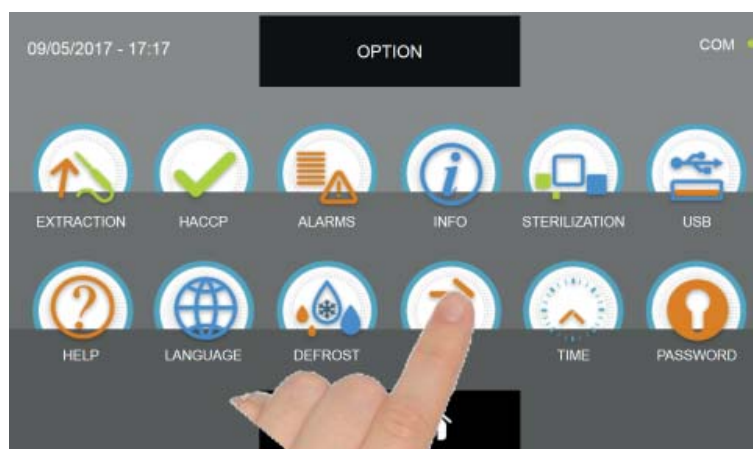 09/05/2017 - 17:17
OPTION
COM
EXTRACTION
HACCP
ALARMS
INFO
STERILIZATION
USB
HELP
LANGUAGE
DEFROST
TIME
PASSWORD